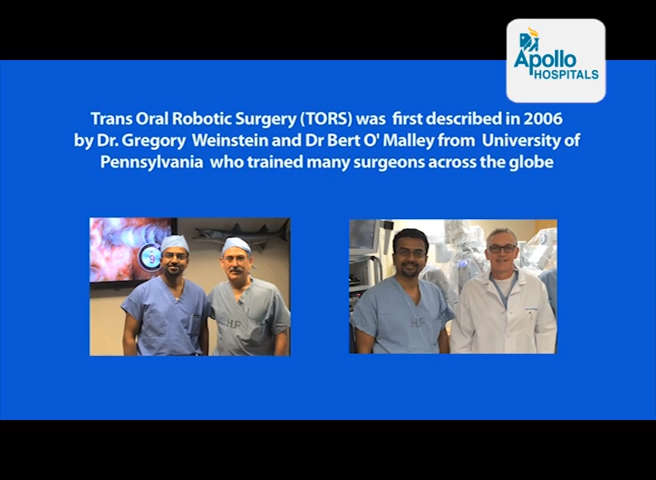 Apollo
HOSPITALS
Trans Oral Robotic Surgery (TORS) was first described in 2006
by Dr. Gregory Weinstein and Dr Bert O' Malley from University of
Pennsylvania who trained many surgeons across the globe